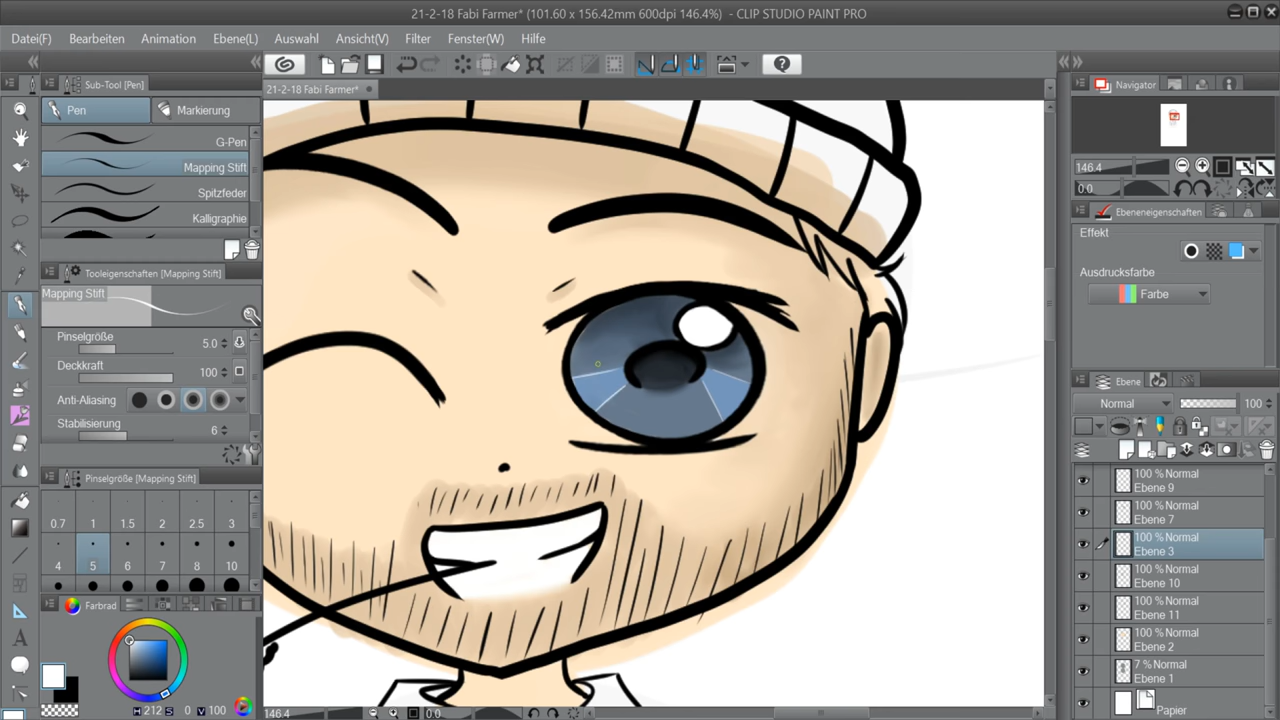 21-2-18 Fabi Farmer* (101.60 x 156.42mm 600dpi 146.4%) - CLIP STUDIO PAINT PRO
Datei(F) Bearbeiten Animation Ebene(L) Auswahl Ansicht(V) Filter Fenster(W) Hilfe
Sub-Tool [Pen]
Pen Markierung
G-Pen
Mapping Stift
Spitzfeder
Kalligraphie
Tooleigenschaften [Mapping Stift]
Mapping Stift
Pinselgröße 5.0
Deckkraft 100
Anti-Aliasing
Stabilisierung 6
Pinselgröße [Mapping Stift]
0.7 1 1.5 2 2.5 3
4 5 6 7 8 10
Farbrad
H 212 S 0 V 100
21-2-18 Fabi Farmer*
146.4 0.0
Navigator
146.4
0.0
Ebeneneigenschaften
Effekt
Ausdrucksfarbe
Farbe
Ebene
Normal 100
100 % Normal
Ebene 9
100 % Normal
Ebene 7
100 % Normal
Ebene 3
100 % Normal
Ebene 10
100 % Normal
Ebene 11
100 % Normal
Ebene 2
7 % Normal
Ebene 1
Papier